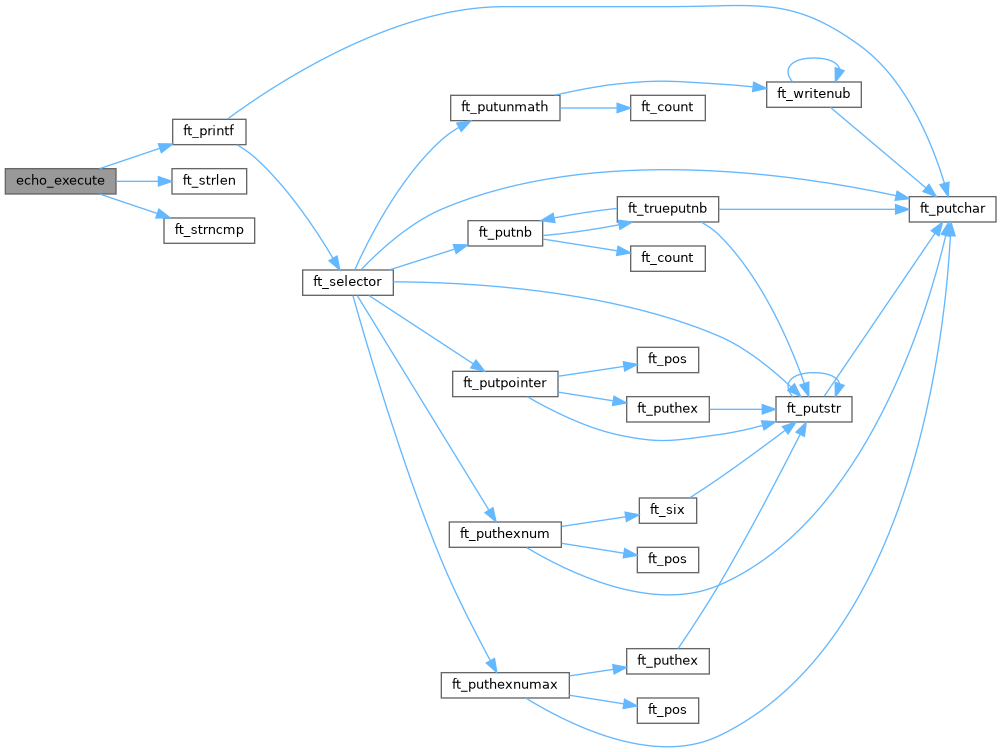 echo_execute
ft_printf
ft_strlen
ft_strncmp
ft_selector
ft_putunmath
ft_count
ft_writenub
ft_putchar
ft_putnb
ft_trueputnb
ft_count
ft_putpointer
ft_pos
ft_puthex
ft_putstr
ft_puthexnum
ft_six
ft_pos
ft_puthexnumax
ft_puthex
ft_pos